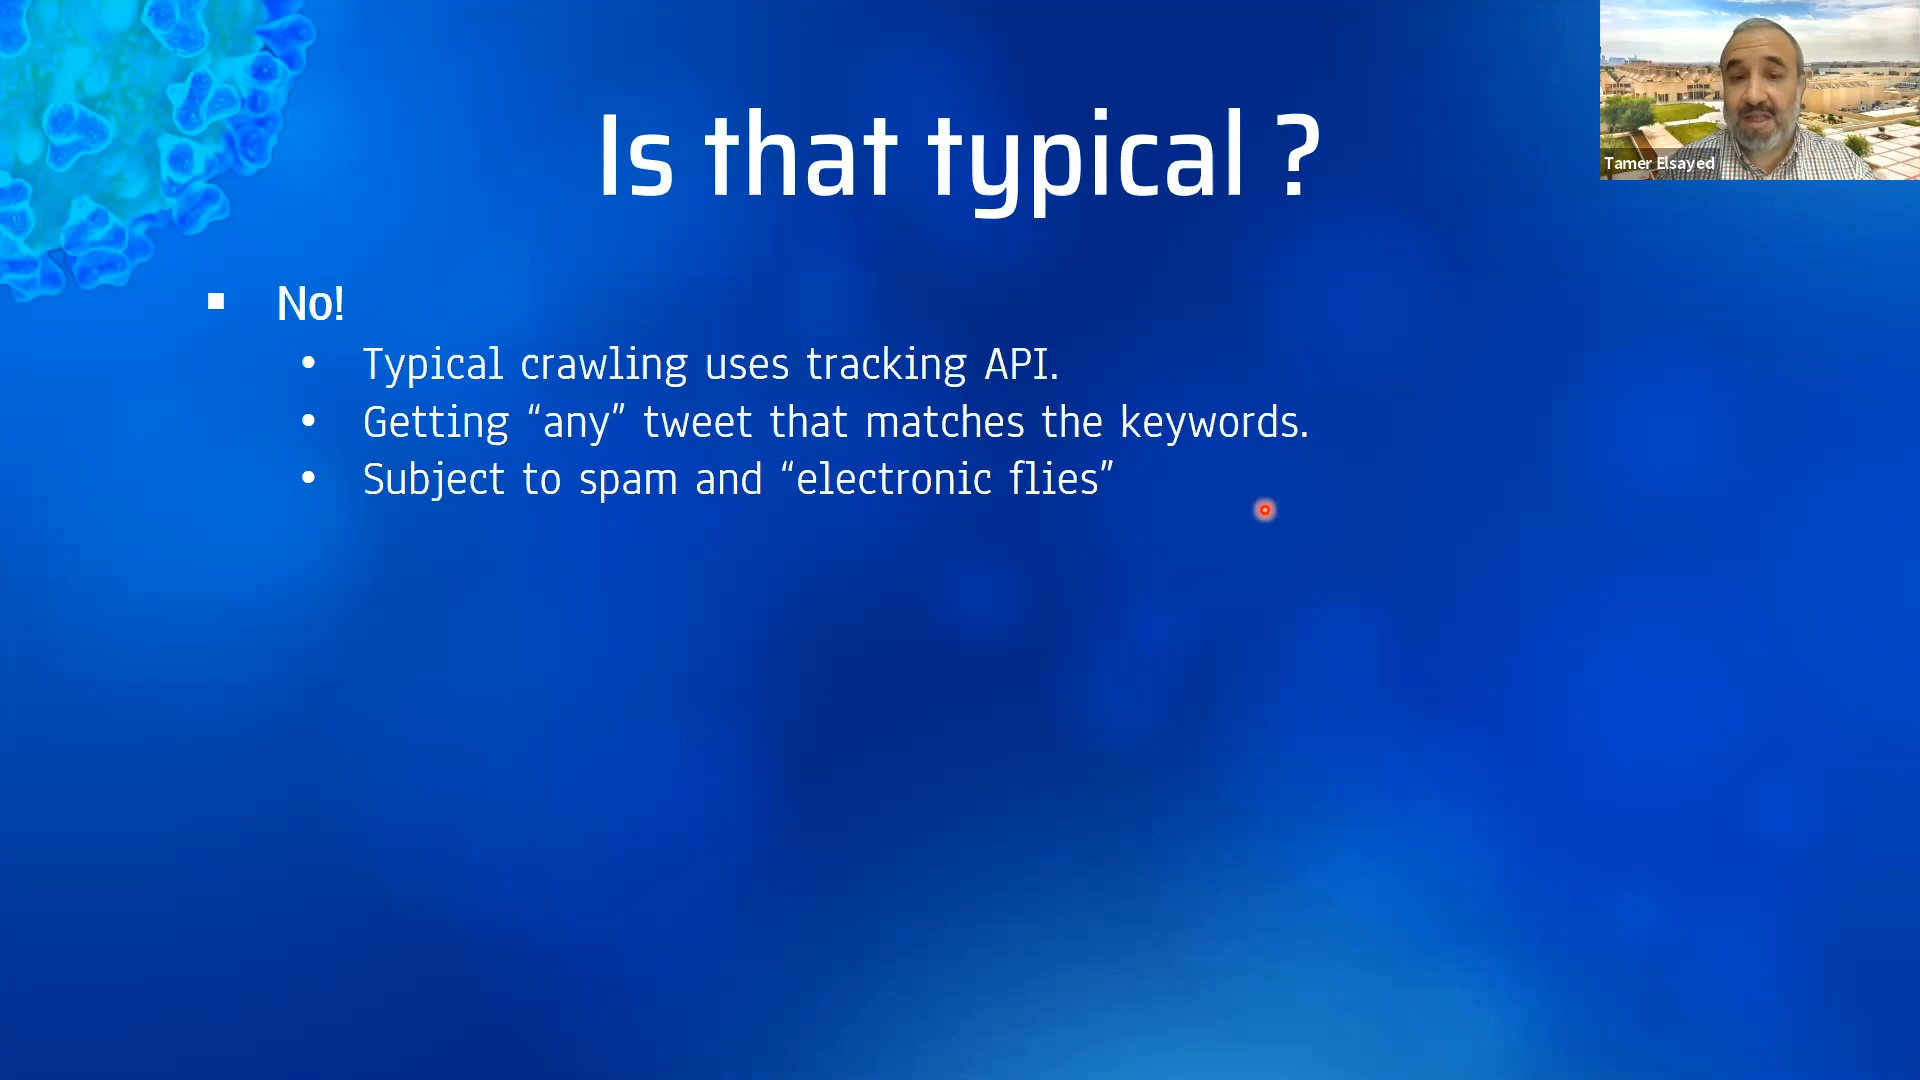 Is that typical ?
Tamer Elsayed
▪ No!
• Typical crawling uses tracking API.
• Getting “any” tweet that matches the keywords.
• Subject to spam and “electronic flies”